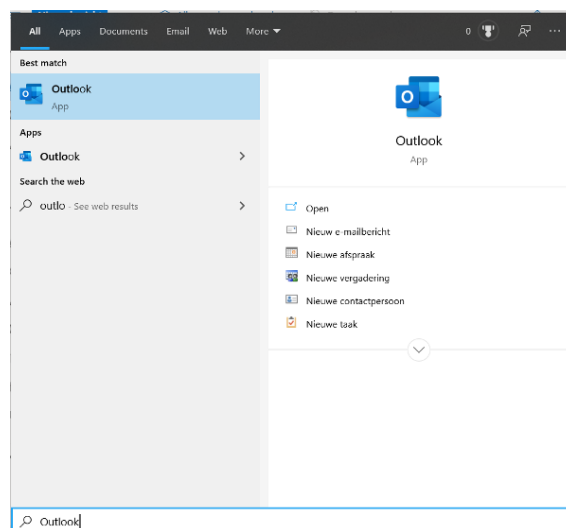 All Apps Documents Email Web More 0
Best match
Outlook
App
Apps
Outlook
Search the web
outlo - See web results
Outlook
App
Open
Nieuw e-mailbericht
Nieuwe afspraak
Nieuwe vergadering
Nieuwe contactpersoon
Nieuwe taak
Outlook